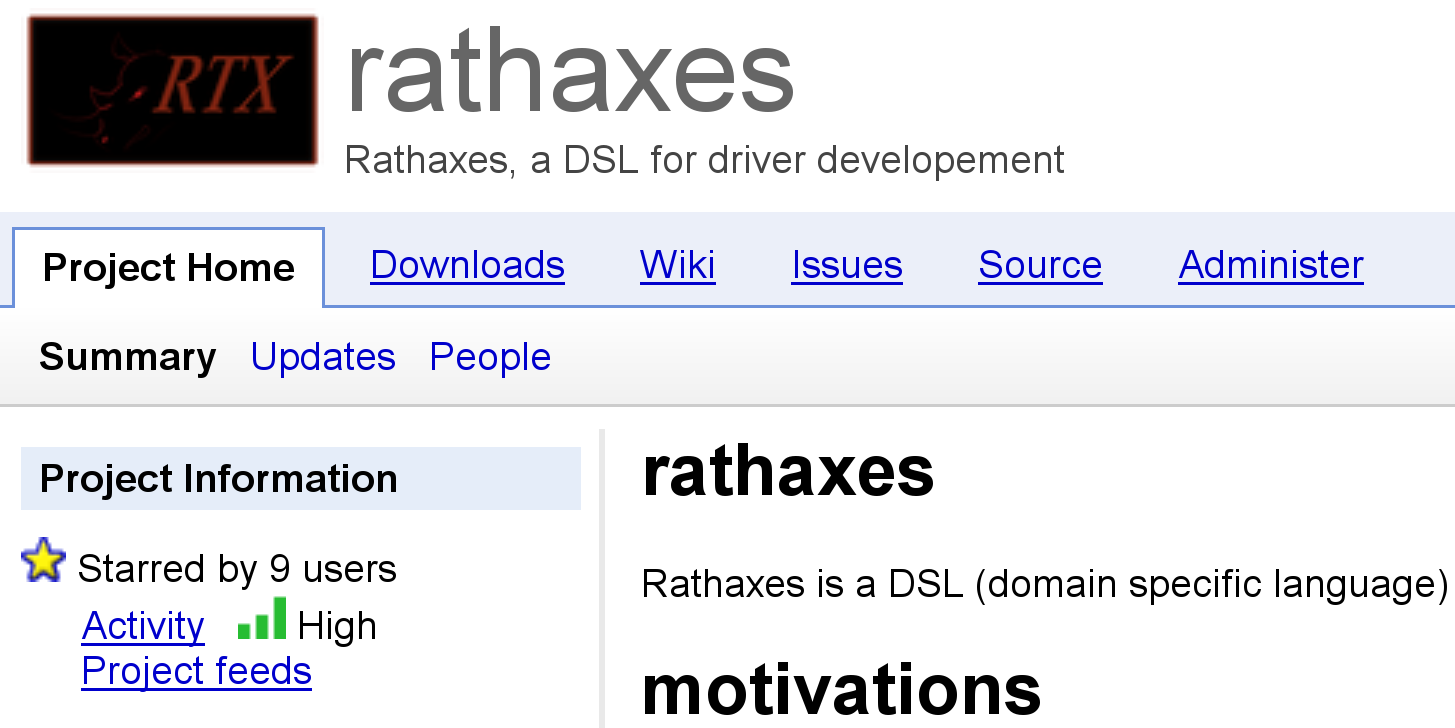 RTX
rathaxes
Rathaxes, a DSL for driver developement
Project Home Downloads Wiki Issues Source Administer
Summary Updates People
Project Information
Starred by 9 users
Activity High
Project feeds
rathaxes
Rathaxes is a DSL (domain specific language)
motivations